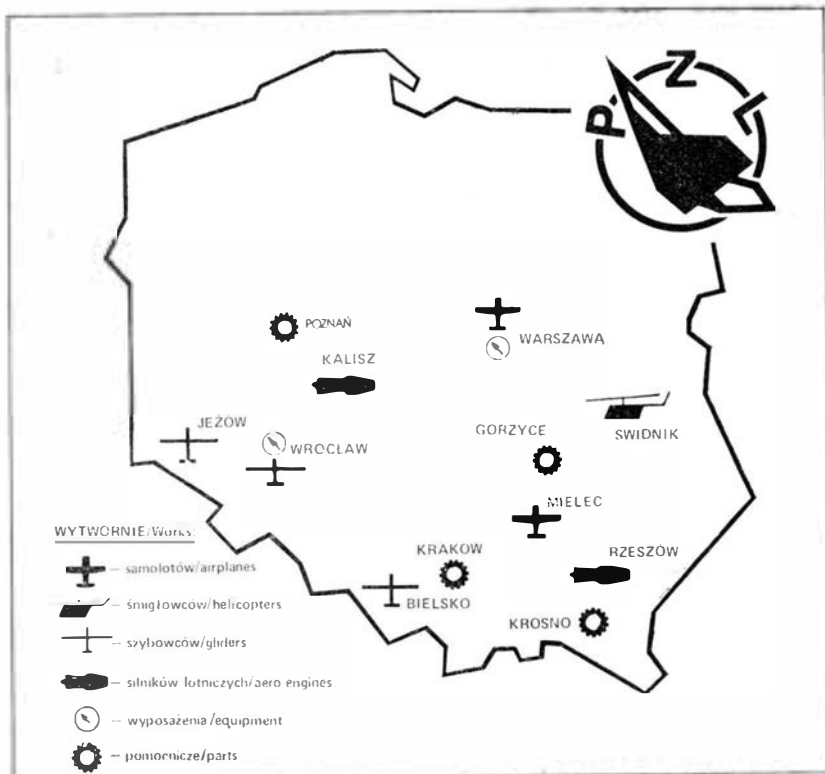 P Z L
POZNAŃ
WARSZAWA
KALISZ
JEŻÓW
WROCŁAW
GORZYCE
SWIDNIK
MIELEC
WYTWORNIE/Works:
KRAKOW
RZESZÓW
– samolotów/airplanes
BIELSKO
– śmigłowców/helicopters
KROSNO
– szybowców/gliders
– silników lotniczych/aero engines
– wyposażenia/equipment
– pomocnicze/parts